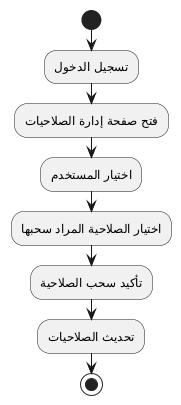 تسجيل الدخول
فتح صفحة إدارة الصلاحيات
اختيار المستخدم
اختيار الصلاحية المراد سحبها
تأكيد سحب الصلاحية
تحديث الصلاحيات